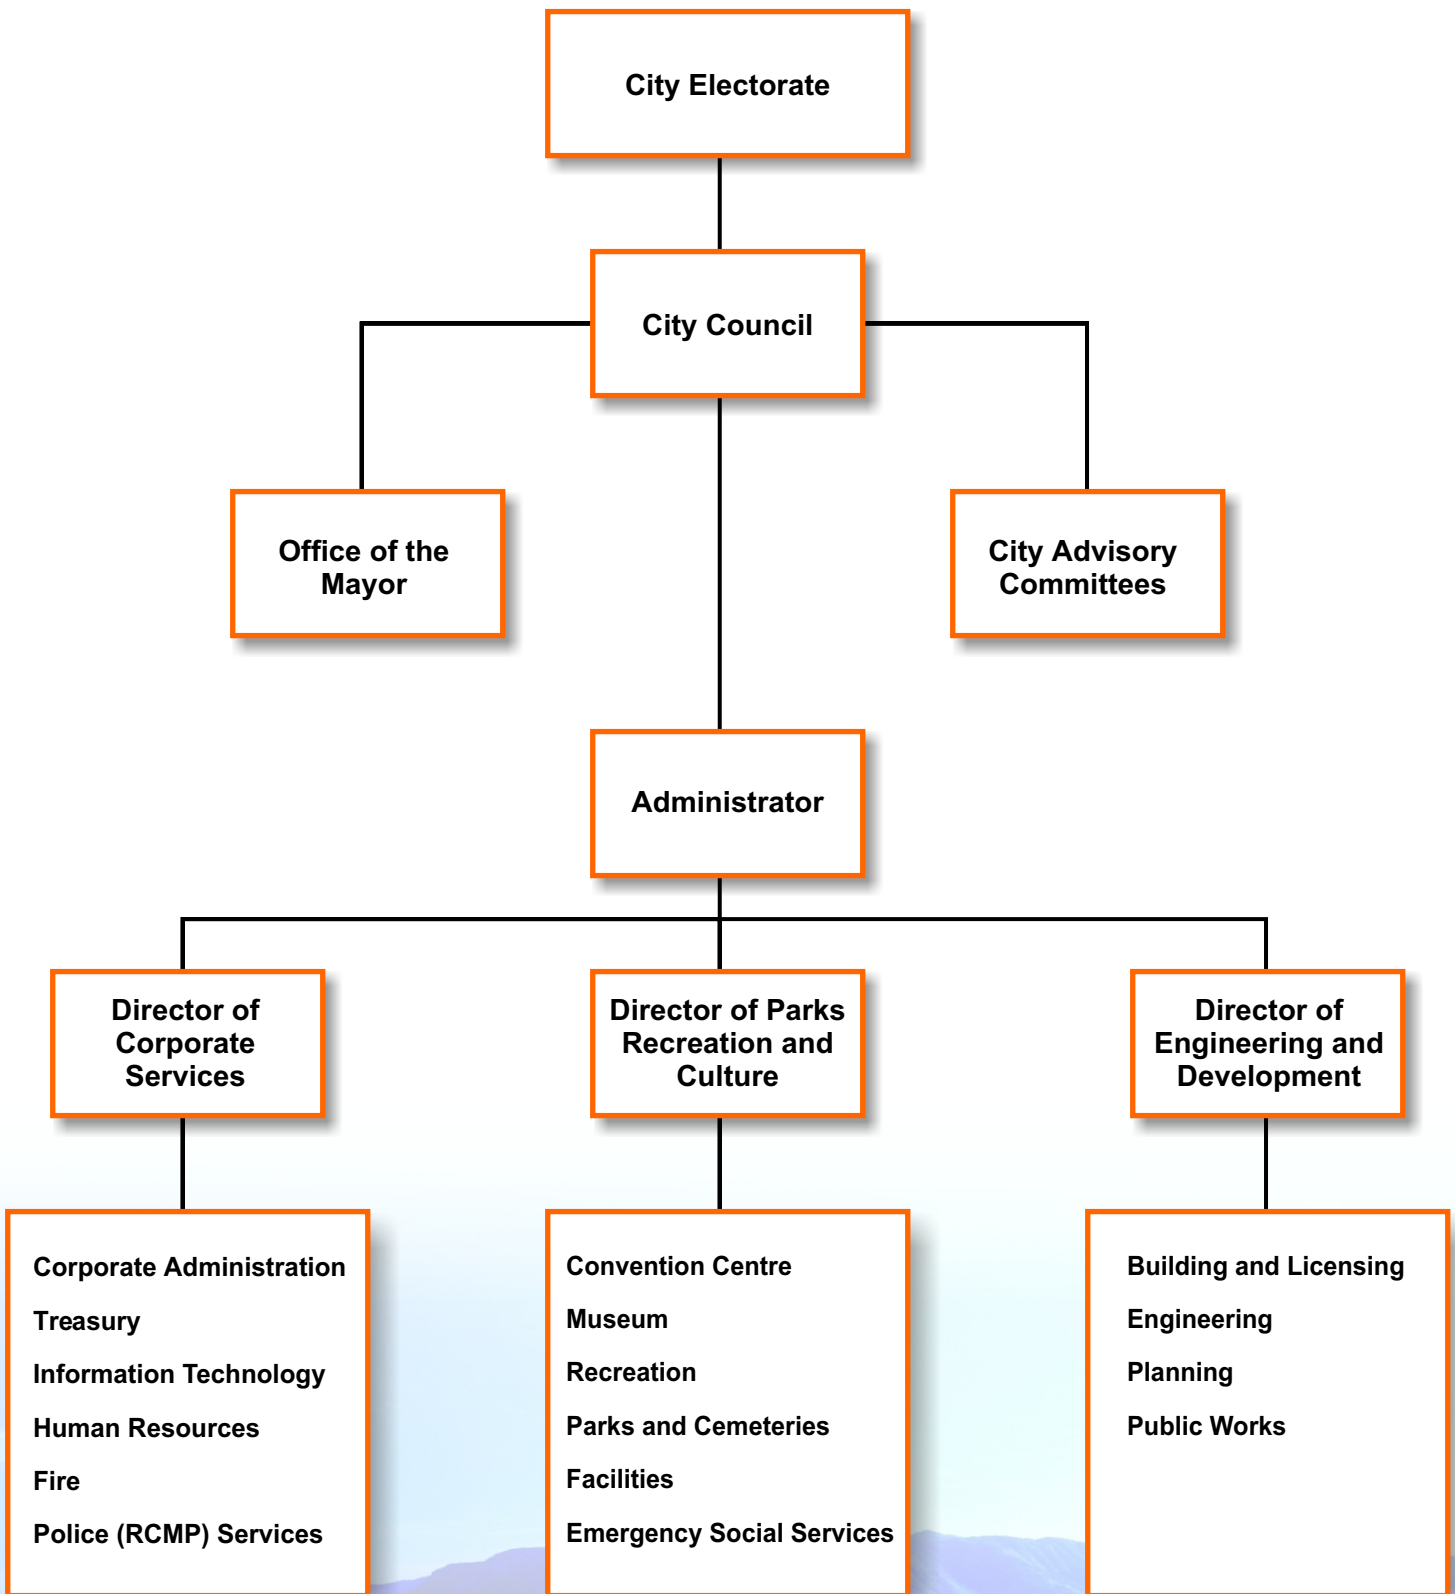 City Electorate
City Council
Office of the
Mayor
City Advisory
Committees
Administrator
Director of
Corporate
Services
Director of Parks
Recreation and
Culture
Director of
Engineering and
Development
Corporate Administration
Treasury
Information Technology
Human Resources
Fire
Police (RCMP) Services
Convention Centre
Museum
Recreation
Parks and Cemeteries
Facilities
Emergency Social Services
Building and Licensing
Engineering
Planning
Public Works